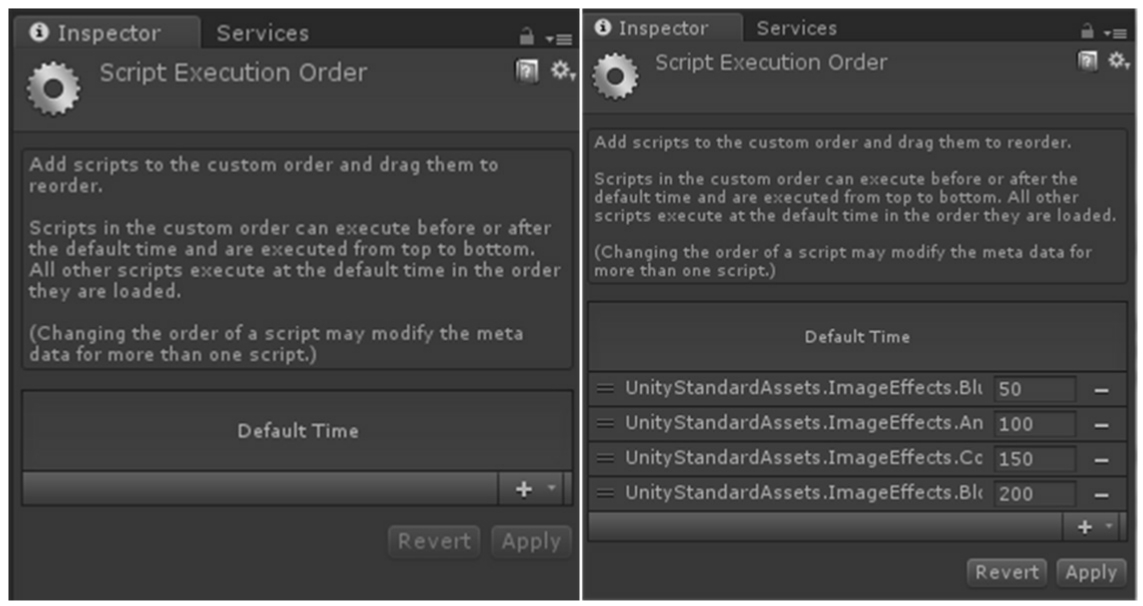 Inspector Services
Script Execution Order
Add scripts to the custom order and drag them to
reorder.
Scripts in the custom order can execute before or after
the default time and are executed from top to bottom.
All other scripts execute at the default time in the order
they are loaded.
(Changing the order of a script may modify the meta
data for more than one script.)
Default Time
+
Revert Apply
Inspector Services
Script Execution Order
Add scripts to the custom order and drag them to reorder.
Scripts in the custom order can execute before or after the
default time and are executed from top to bottom. All other
scripts execute at the default time in the order they are loaded.
(Changing the order of a script may modify the meta data for
more than one script.)
Default Time
UnityStandardAssets.ImageEffects.Blu 50 –
UnityStandardAssets.ImageEffects.An 100 –
UnityStandardAssets.ImageEffects.Cc 150 –
UnityStandardAssets.ImageEffects.Blo 200 –
+
Revert Apply